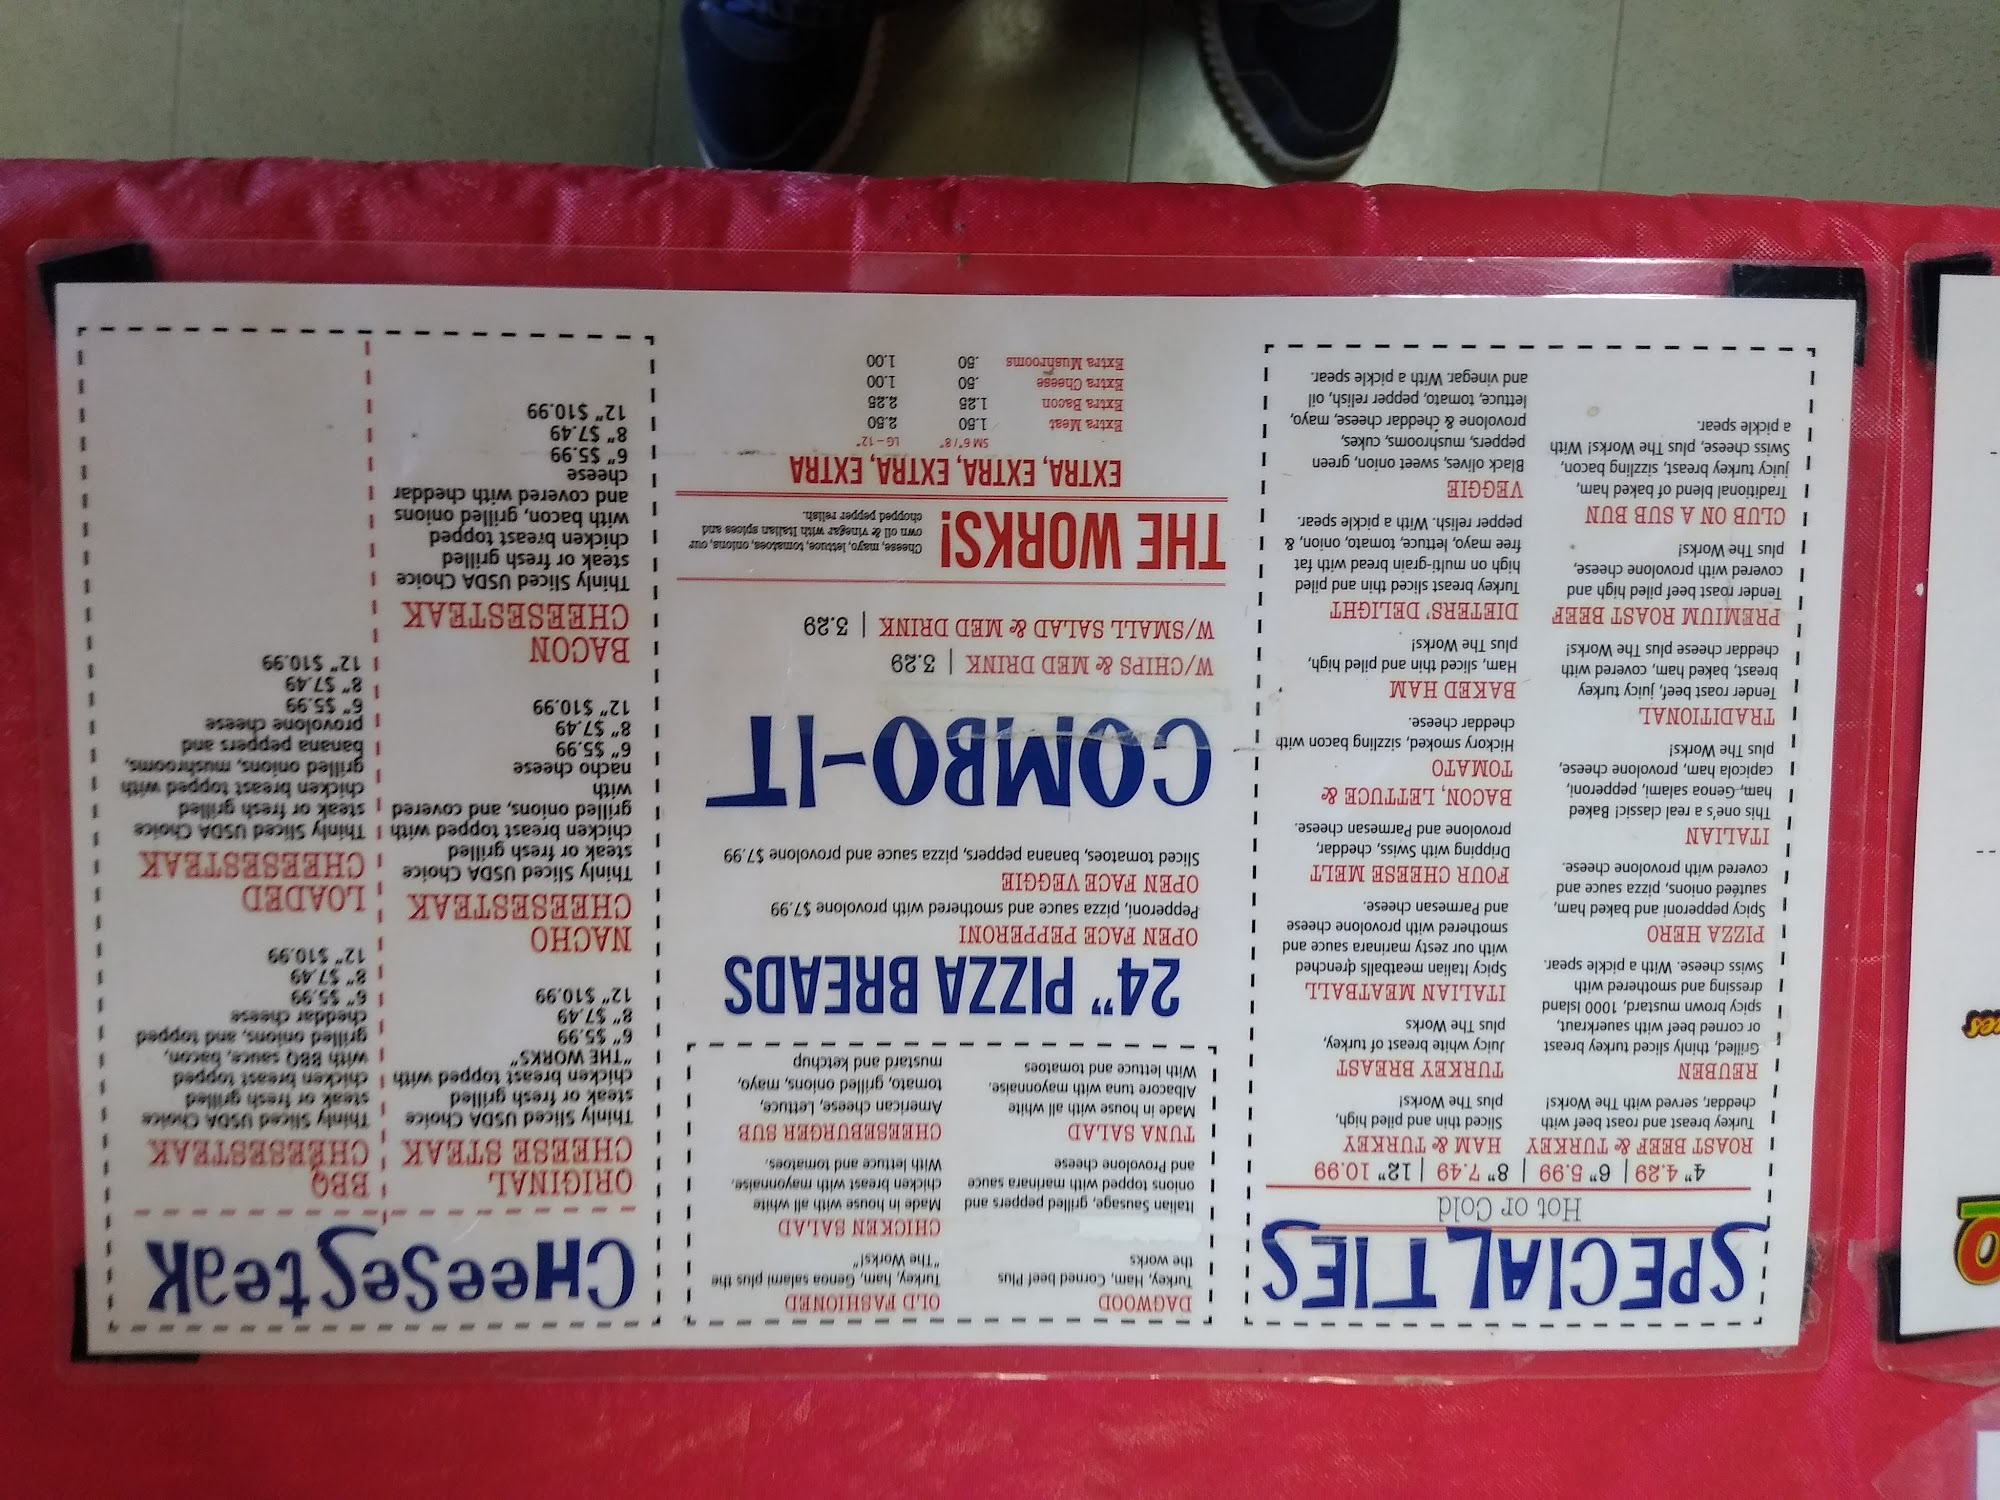 SPECIALTIES
Hot or Cold
4" 4.29 | 6" 5.99 | 8" 7.49 | 12" 10.99
ROAST BEEF & TURKEY
Turkey breast and roast beef with
cheddar, served with The Works!
REUBEN
Grilled, thinly sliced turkey breast
or corned beef with sauerkraut,
spicy brown mustard, 1000 Island
dressing and smothered with
Swiss cheese. With a pickle spear.
PIZZA HERO
Spicy pepperoni and baked ham,
sautéed onions, pizza sauce and
covered with provolone cheese.
ITALIAN
This one's a real classic! Baked
ham, Genoa salami, pepperoni,
capicola ham, provolone cheese,
plus The Works!
TRADITIONAL
Tender roast beef, juicy turkey
breast, baked ham, covered with
cheddar cheese plus The Works!
PREMIUM ROAST BEEF
Tender roast beef piled high and
covered with provolone cheese,
plus The Works!
CLUB ON A SUB BUN
Traditional blend of baked ham,
juicy turkey breast, sizzling bacon,
Swiss cheese, plus The Works! With
a pickle spear.
HAM & TURKEY
Sliced thin and piled high,
plus The Works!
TURKEY BREAST
Juicy white breast of turkey,
plus The Works
ITALIAN MEATBALL
Spicy Italian meatballs drenched
with our zesty marinara sauce and
smothered with provolone cheese
and Parmesan cheese.
FOUR CHEESE MELT
Dripping with Swiss, cheddar,
provolone and Parmesan cheese.
BACON, LETTUCE &
TOMATO
Hickory smoked, sizzling bacon with
cheddar cheese.
BAKED HAM
Ham, sliced thin and piled high,
plus The Works!
DIETERS' DELIGHT
Turkey breast sliced thin and piled
high on multi-grain bread with fat
free mayo, lettuce, tomato, onion, &
pepper relish. With a pickle spear.
VEGGIE
Black olives, sweet onion, green
peppers, mushrooms, cukes,
provolone & cheddar cheese, mayo,
lettuce, tomato, pepper relish, oil
and vinegar. With a pickle spear.
DAGWOOD
Turkey, Ham, Corned beef Plus
the works
Italian Sausage, grilled peppers and
onions topped with marinara sauce
and Provolone cheese
TUNA SALAD
Made in house with all white
Albacore tuna with mayonnaise.
With lettuce and tomatoes
OLD FASHIONED
Turkey, ham, Genoa salami the plus
"The Works!"
CHICKEN SALAD
Made in house with all white
chicken breast with mayonnaise.
With lettuce and tomatoes.
CHEESEBURGER SUB
American cheese, Lettuce,
tomato, grilled onions, mayo,
mustard and ketchup
24" PIZZA BREADS
OPEN FACE PEPPERONI
Pepperoni, pizza sauce and smothered with provolone $7.99
OPEN FACE VEGGIE
Sliced tomatoes, banana peppers, pizza sauce and provolone $7.99
COMBO-IT
W/CHIPS & MED DRINK | 3.29
W/SMALL SALAD & MED DRINK | 3.29
THE WORKS!
Cheese, mayo, lettuce, tomatoes, onions, our
own oil & vinegar with Italian spices and
chopped pepper relish.
EXTRA, EXTRA, EXTRA, EXTRA
SM 6"/8" LG - 12"
Extra Meat 1.50 2.50
Extra Bacon 1.25 2.25
Extra Cheese .50 1.00
Extra Mushrooms .50 1.00
CHeeSeSTeaK
ORIGINAL
CHEESE STEAK
Thinly Sliced USDA Choice
steak or fresh grilled
chicken breast topped with
"THE WORKS"
6" $5.99
8" $7.49
12" $10.99
NACHO
CHEESESTEAK
Thinly Sliced USDA Choice
steak or fresh grilled
chicken breast topped with
grilled onions, and covered
with
nacho cheese
6" $5.99
8" $7.49
12" $10.99
BACON
CHEESESTEAK
Thinly Sliced USDA Choice
steak or fresh grilled
chicken breast topped
with bacon, grilled onions
and covered with cheddar
cheese
6" $5.99
8" $7.49
12" $10.99
BBQ
CHEESESTEAK
Thinly Sliced USDA Choice
steak or fresh grilled
chicken breast topped
with BBQ sauce, bacon,
grilled onions, and topped
cheddar cheese
6" $5.99
8" $7.49
12" $10.99
LOADED
CHEESESTEAK
Thinly Sliced USDA Choice
steak or fresh grilled
chicken breast topped with
grilled onions, mushrooms,
banana peppers and
provolone cheese
6" $5.99
8" $7.49
12" $10.99